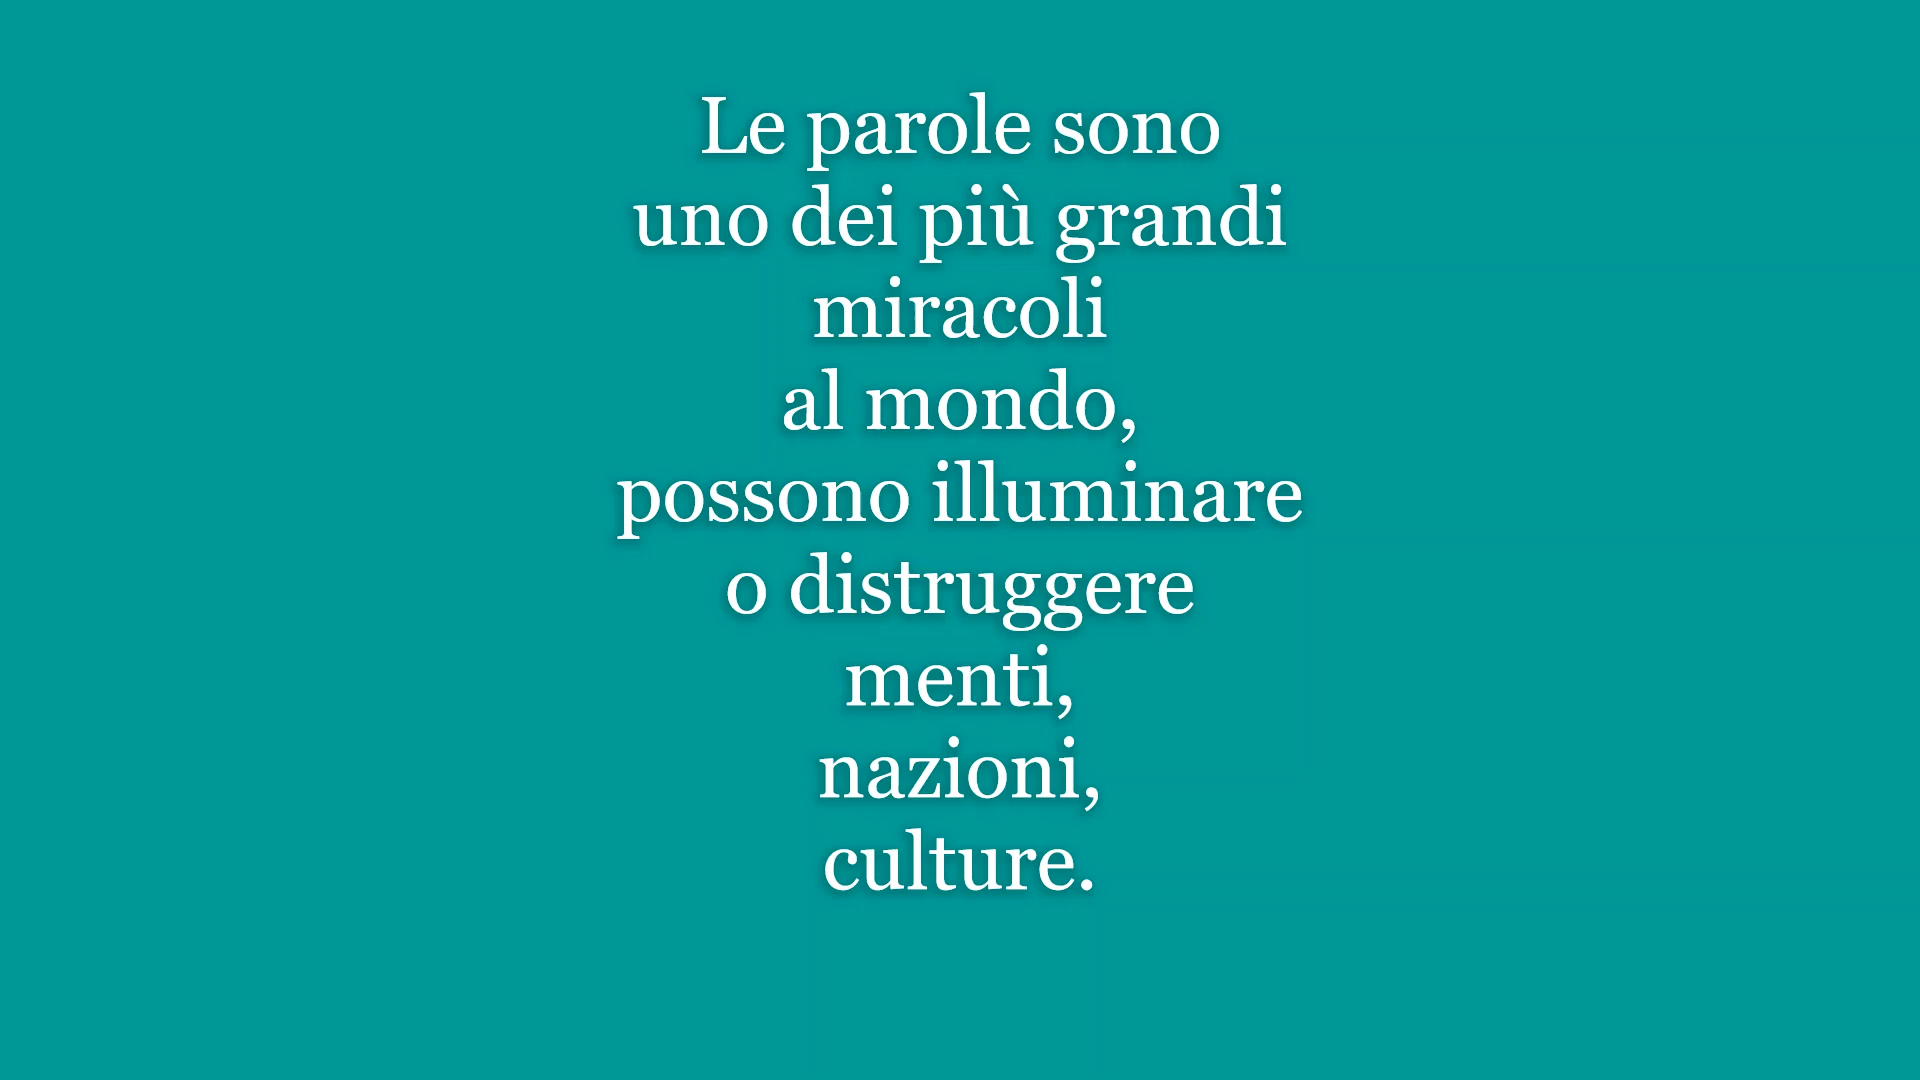 Le parole sono
uno dei più grandi
miracoli
al mondo,
possono illuminare
o distruggere
menti,
nazioni,
culture.